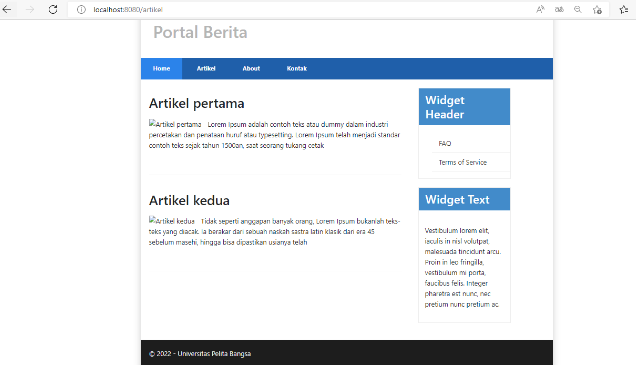 localhost:8080/artikel
Portal Berita
Home Artikel About Kontak
Artikel pertama
Artikel pertama - Lorem Ipsum adalah contoh teks atau dummy dalam industri
percetakan dan penataan huruf atau typesetting. Lorem Ipsum telah menjadi standar
contoh teks sejak tahun 1500an, saat seorang tukang cetak
Artikel kedua
Artikel kedua - Tidak seperti anggapan banyak orang, Lorem Ipsum bukanlah teks-
teks yang diacak. Ia berakar dari sebuah naskah sastra latin klasik dari era 45
sebelum masehi, hingga bisa dipastikan usianya telah
Widget
Header
FAQ
Terms of Service
Widget Text
Vestibulum lorem elit,
iaculis in nisl volutpat,
malesuada tincidunt arcu.
Proin in leo fringilla,
vestibulum mi porta,
faucibus felis. Integer
pharetra est nunc, nec
pretium nunc pretium ac.
© 2022 - Universitas Pelita Bangsa